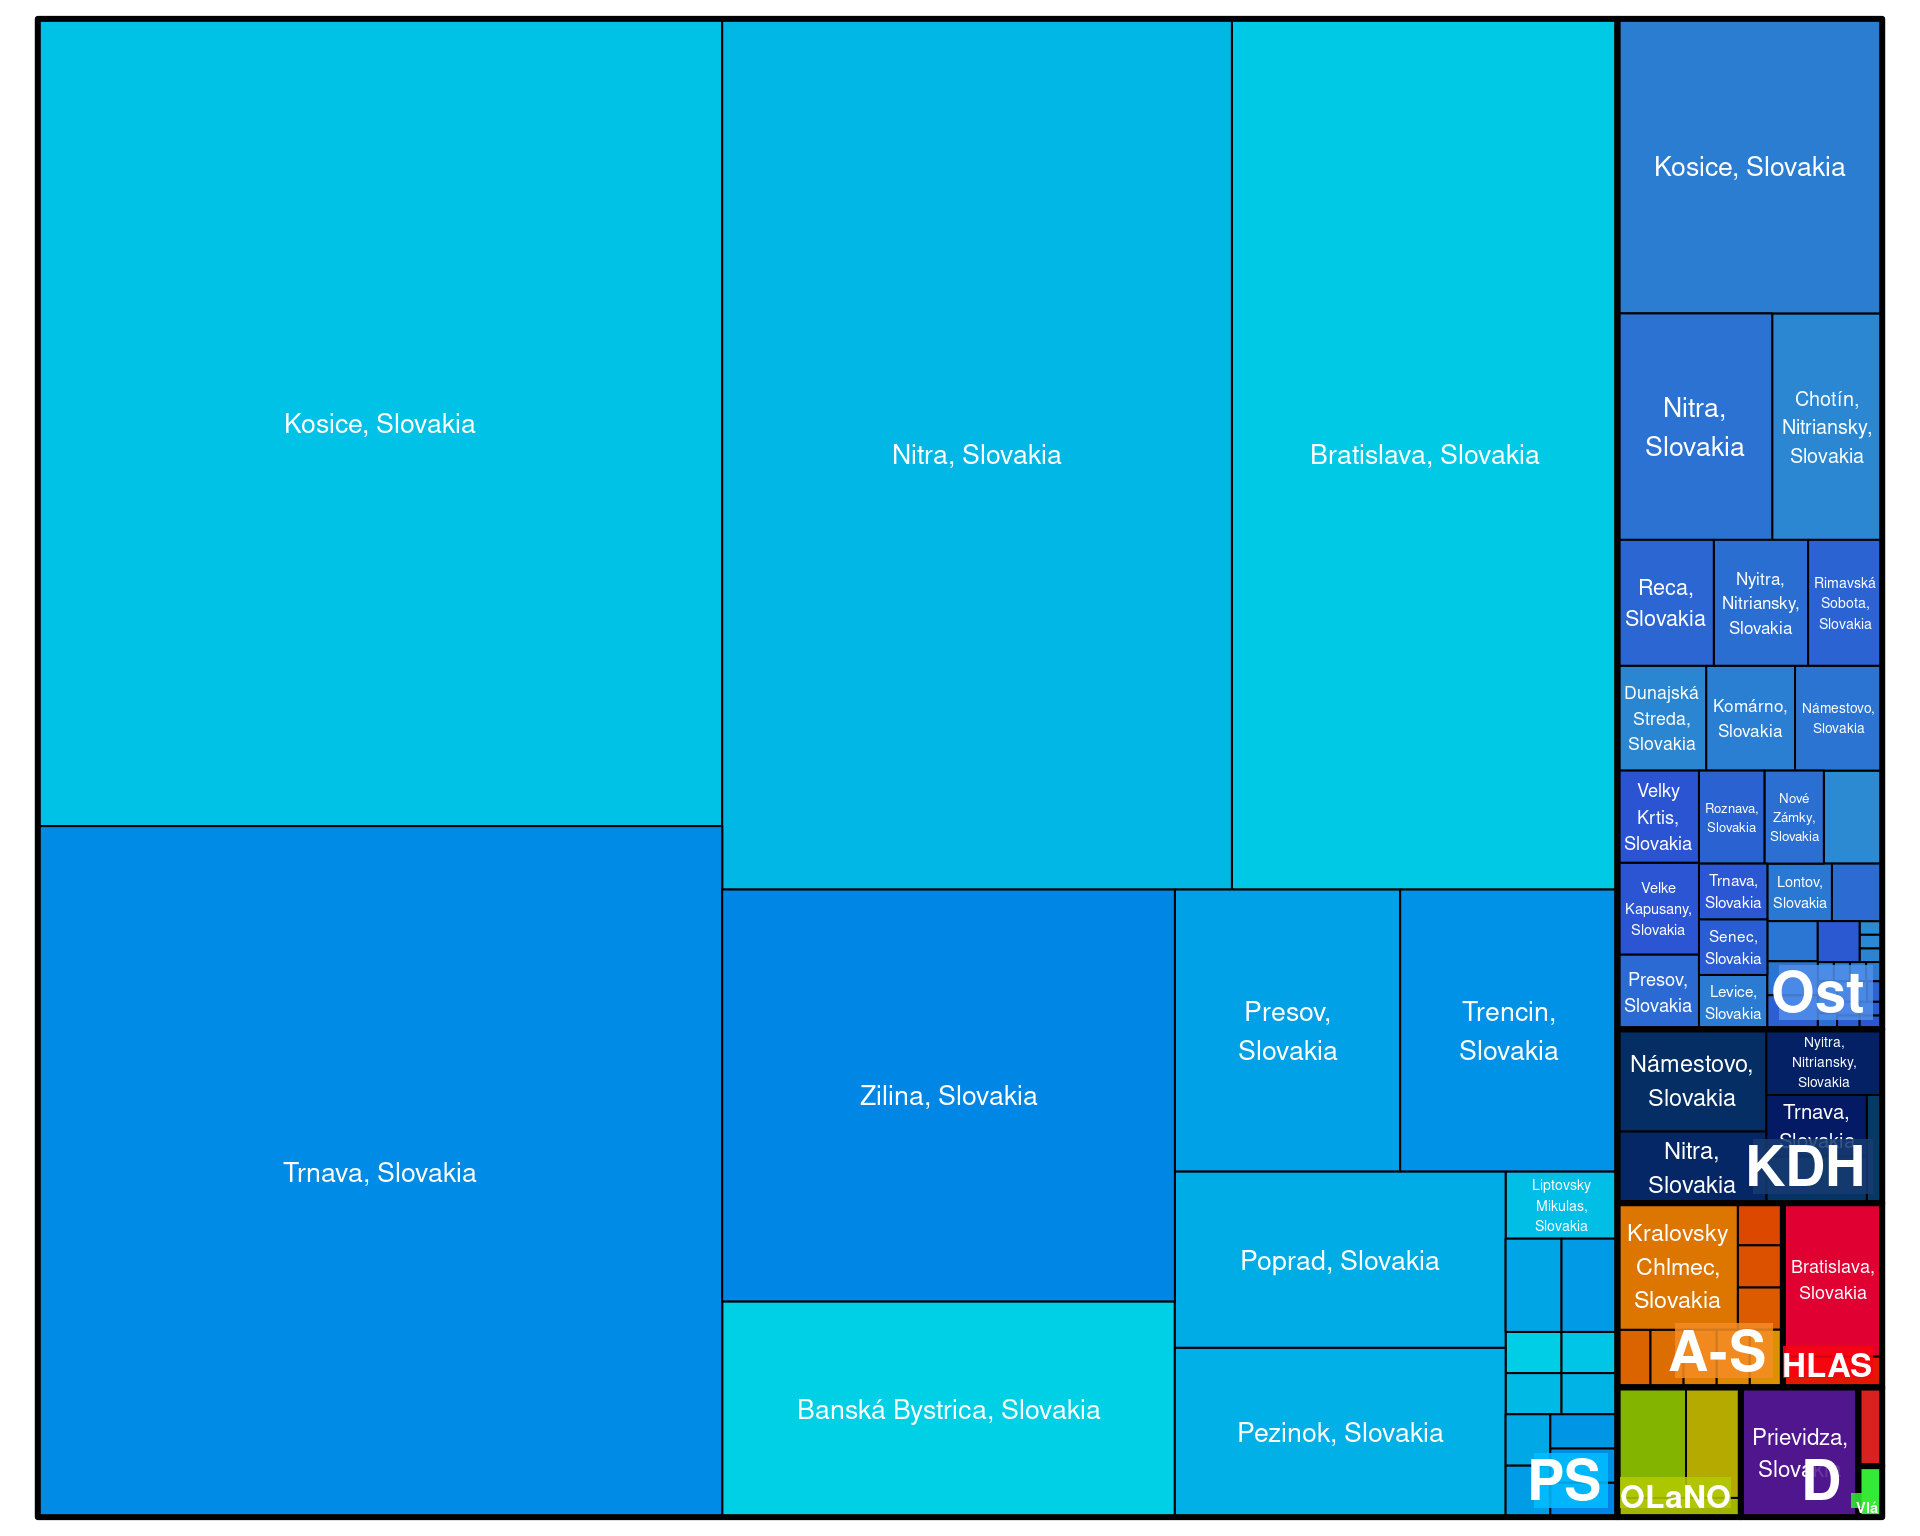 Kosice, Slovakia
Trnava, Slovakia
Nitra, Slovakia
Bratislava, Slovakia
Zilina, Slovakia
Banská Bystrica, Slovakia
Presov,
Slovakia
Trencin,
Slovakia
Poprad, Slovakia
Pezinok, Slovakia
Liptovsky
Mikulas,
Slovakia
PS
Kosice, Slovakia
Nitra,
Slovakia
Chotín,
Nitriansky,
Slovakia
Reca,
Slovakia
Nyitra,
Nitriansky,
Slovakia
Rimavská
Sobota,
Slovakia
Dunajská
Streda,
Slovakia
Komárno,
Slovakia
Námestovo,
Slovakia
Velky
Krtis,
Slovakia
Roznava,
Slovakia
Nové
Zámky,
Slovakia
Velke
Kapusany,
Slovakia
Trnava,
Slovakia
Lontov,
Slovakia
Senec,
Slovakia
Presov,
Slovakia
Levice,
Slovakia
Ost
Námestovo,
Slovakia
Nyitra,
Nitriansky,
Slovakia
Trnava,
Slovakia
Nitra,
Slovakia
KDH
Kralovsky
Chlmec,
Slovakia
A-S
Bratislava,
Slovakia
HLAS
OLaNO
Prievidza,
Slovakia
D
Vlá